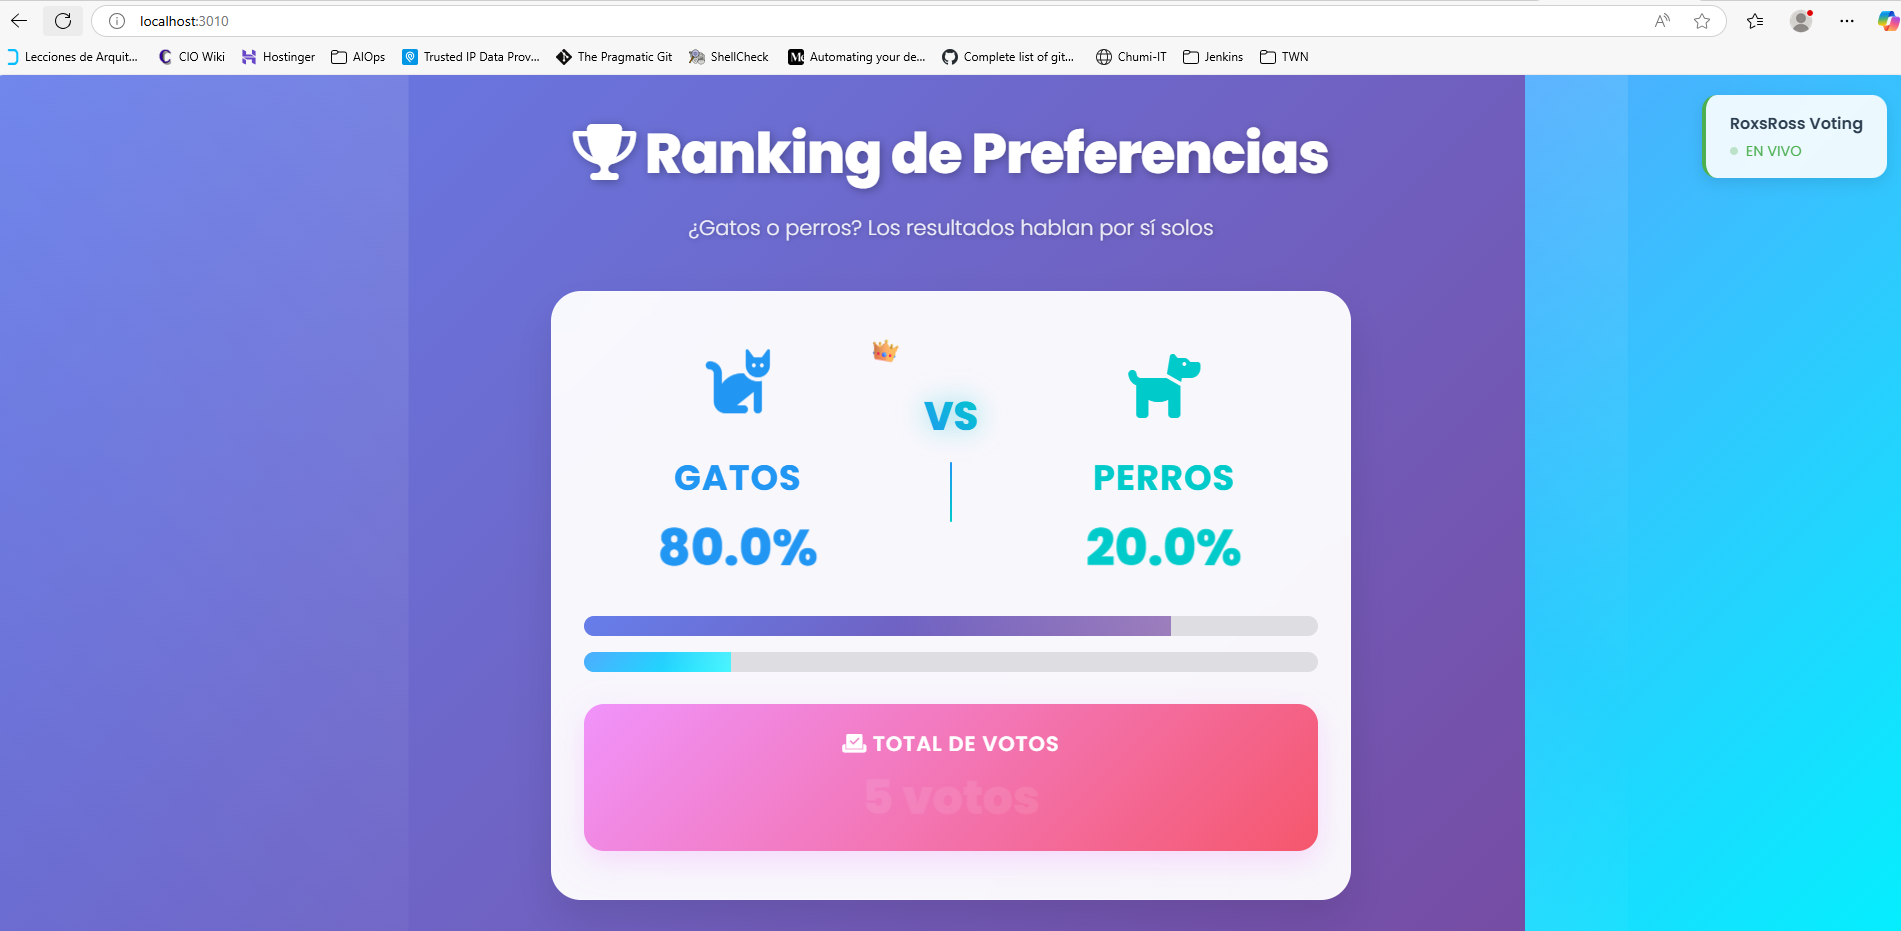 localhost:3010
Lecciones de Arquit...
CIO Wiki
Hostinger
AIOps
Trusted IP Data Prov...
The Pragmatic Git
ShellCheck
Automating your de...
Complete list of git...
Chumi-IT
Jenkins
TWN
RoxsRoss Voting
EN VIVO
Ranking de Preferencias
¿Gatos o perros? Los resultados hablan por sí solos
VS
GATOS
80.0%
PERROS
20.0%
TOTAL DE VOTOS
5 votos